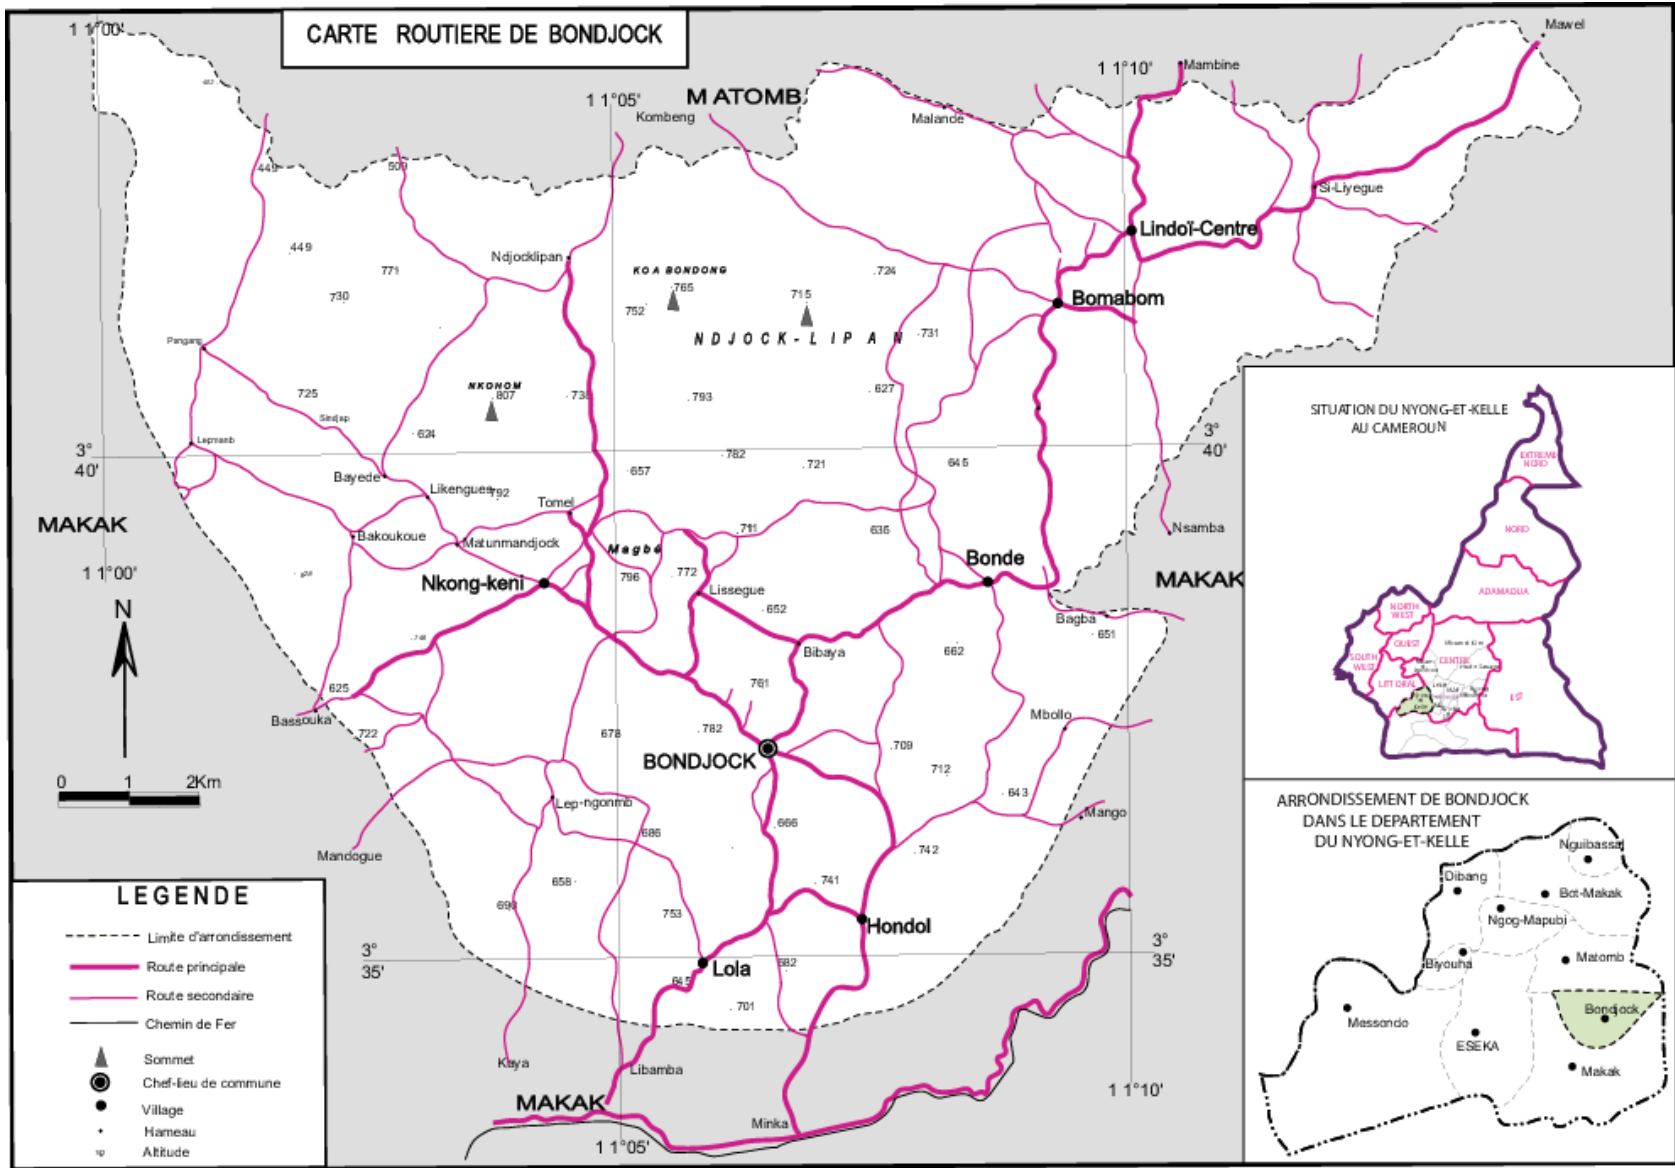 CARTE ROUTIERE DE BONDJOCK
11°00'
11°05'
11°10'
Mawel
Mambine
MATOMB
Kombeng
Malande
449
509
Si-Liyegue
Lindoï-Centre
449
771
730
Ndjocklipan
KOA BONDONG
765
752
715
724
Bomabom
731
NDJOCK-LIPAN
Pangang
NKOHOM
807
738
725
793
627
Sindjap
624
Lepmanb
3°
40'
3°
40'
657
782
721
645
Bayede
Likengues
792
Tomel
MAKAK
Bakoukoue
Matunmandjock
711
635
Nsamba
Magbé
796
772
Bonde
MAKAK
11°00'
Nkong-keni
Lissegue
652
Bagba
651
N
Bibaya
662
625
761
Bassouka
722
678
782
Mbollo
709
BONDJOCK
712
643
0 1 2Km
Lep-ngonmb
Mango
686
666
742
Mandogue
658
741
690
753
Hondol
3°
35'
3°
35'
Lola
682
645
701
Kaya
Libamba
MAKAK
Minka
11°05'
11°10'
LEGENDE
Limite d'arrondissement
Route principale
Route secondaire
Chemin de Fer
Sommet
Chef-lieu de commune
Village
Hameau
Altitude
SITUATION DU NYONG-ET-KELLE
AU CAMEROUN
EXTREME
NORD
NORD
ADAMAOUA
NORTH
WEST
OUEST
SOUTH
WEST
CENTRE
LITTORAL
EST
ARRONDISSEMENT DE BONDJOCK
DANS LE DEPARTEMENT
DU NYONG-ET-KELLE
Nguibassal
Dibang
Bot-Makak
Ngog-Mapubi
Biyouha
Matomb
Messondo
Bondjock
ESEKA
Makak